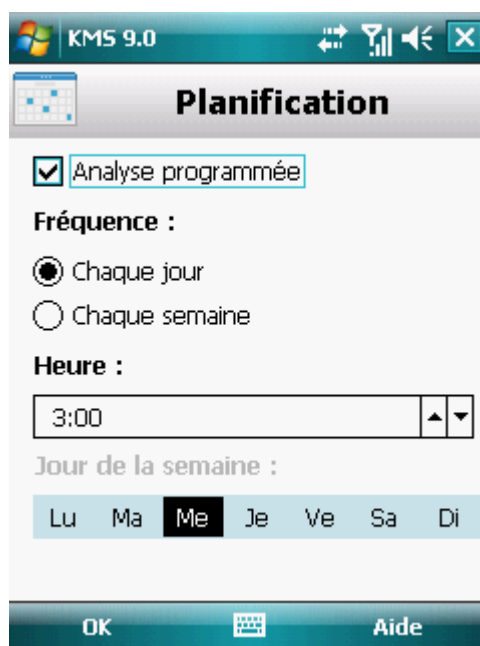 KMS 9.0
Planification
Analyse programmée
Fréquence :
Chaque jour
Chaque semaine
Heure :
3:00
Jour de la semaine :
Lu Ma Me Je Ve Sa Di
OK Aide